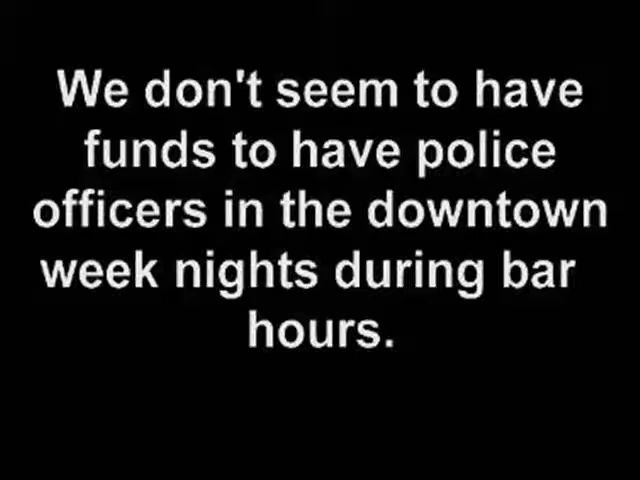 We don't seem to have
funds to have police
officers in the downtown
week nights during bar
hours.